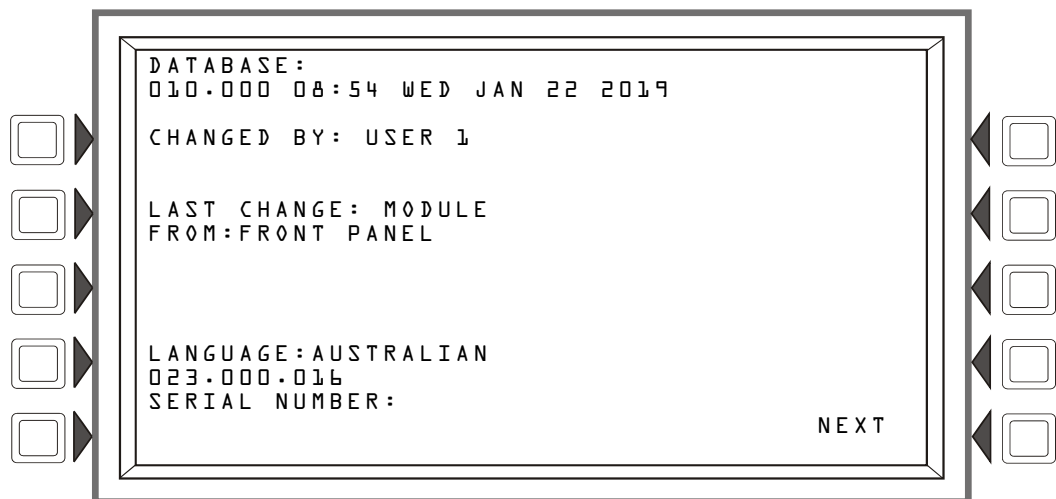 DATABASE:
010.000 08:54 WED JAN 22 2019
CHANGED BY: USER 1
LAST CHANGE: MODULE
FROM:FRONT PANEL
LANGUAGE:AUSTRALIAN
023.000.016
SERIAL NUMBER:
NEXT